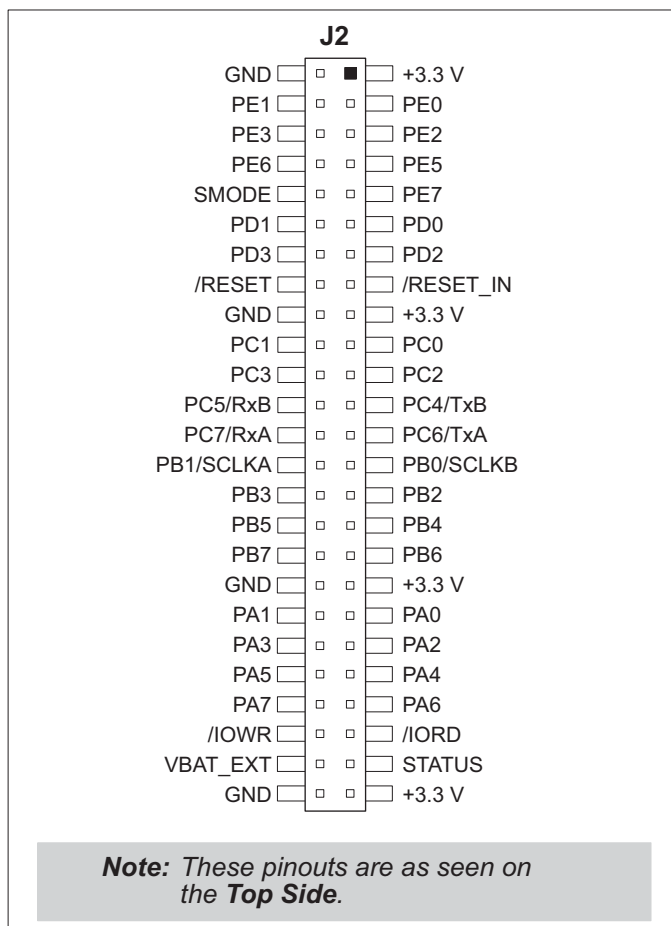 J2
GND +3.3 V
PE1 PE0
PE3 PE2
PE6 PE5
SMODE PE7
PD1 PD0
PD3 PD2
/RESET /RESET_IN
GND +3.3 V
PC1 PC0
PC3 PC2
PC5/RxB PC4/TxB
PC7/RxA PC6/TxA
PB1/SCLKA PB0/SCLKB
PB3 PB2
PB5 PB4
PB7 PB6
GND +3.3 V
PA1 PA0
PA3 PA2
PA5 PA4
PA7 PA6
/IOWR /IORD
VBAT_EXT STATUS
GND +3.3 V
Note: These pinouts are as seen on
the Top Side.